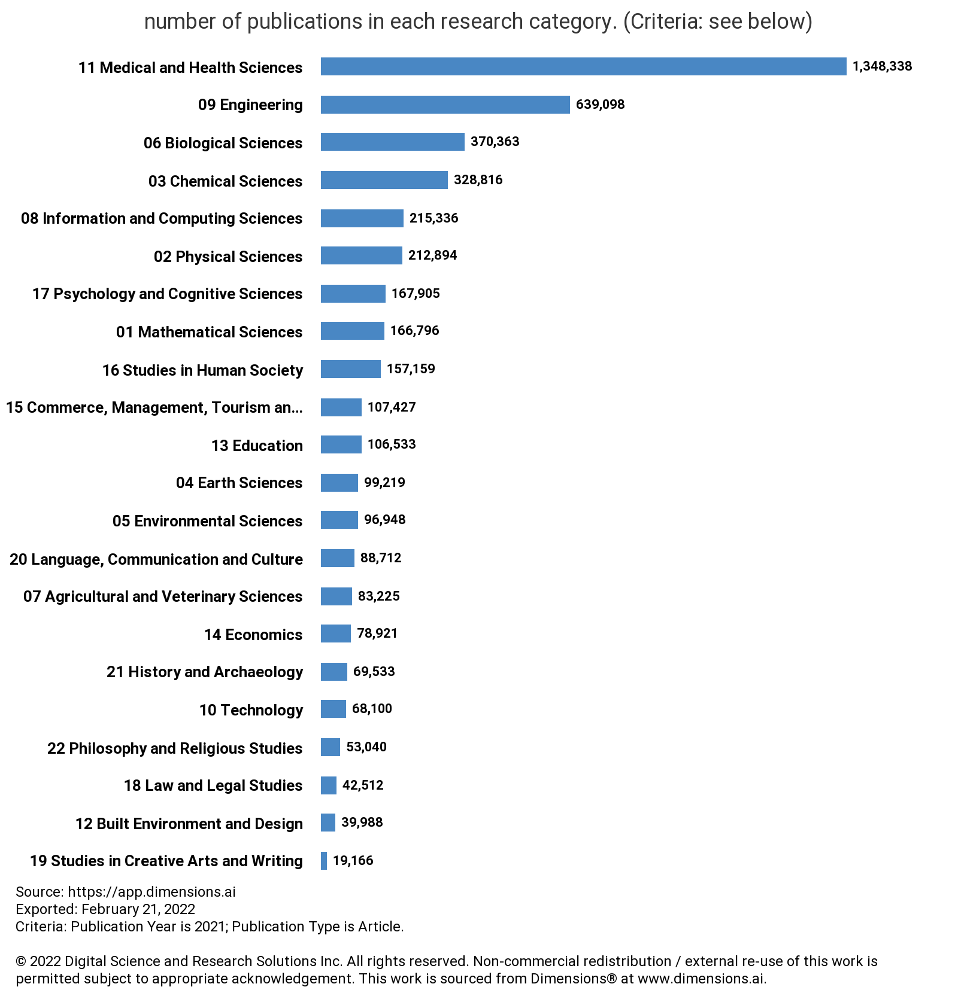 number of publications in each research category. (Criteria: see below)
11 Medical and Health Sciences 1,348,338
09 Engineering 639,098
06 Biological Sciences 370,363
03 Chemical Sciences 328,816
08 Information and Computing Sciences 215,336
02 Physical Sciences 212,894
17 Psychology and Cognitive Sciences 167,905
01 Mathematical Sciences 166,796
16 Studies in Human Society 157,159
15 Commerce, Management, Tourism an... 107,427
13 Education 106,533
04 Earth Sciences 99,219
05 Environmental Sciences 96,948
20 Language, Communication and Culture 88,712
07 Agricultural and Veterinary Sciences 83,225
14 Economics 78,921
21 History and Archaeology 69,533
10 Technology 68,100
22 Philosophy and Religious Studies 53,040
18 Law and Legal Studies 42,512
12 Built Environment and Design 39,988
19 Studies in Creative Arts and Writing 19,166
Source: https://app.dimensions.ai
Exported: February 21, 2022
Criteria: Publication Year is 2021; Publication Type is Article.
© 2022 Digital Science and Research Solutions Inc. All rights reserved. Non-commercial redistribution / external re-use of this work is
permitted subject to appropriate acknowledgement. This work is sourced from Dimensions® at www.dimensions.ai.